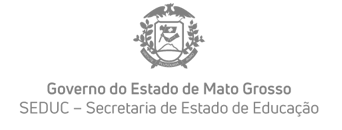 Governo do Estado de Mato Grosso
SEDUC – Secretaria de Estado de Educação